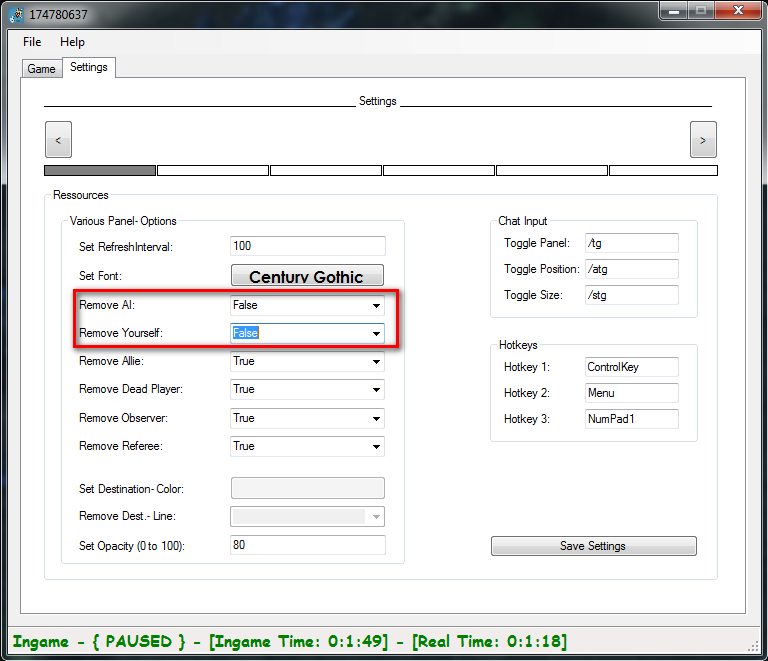 174780637
File Help
Game Settings
Settings
< >
Ressources
Various Panel- Options
Set RefreshInterval: 100
Set Font: Century Gothic
Remove AI: False
Remove Yourself: False
Remove Allie: True
Remove Dead Player: True
Remove Observer: True
Remove Referee: True
Set Destination- Color:
Remove Dest.- Line:
Set Opacity (0 to 100): 80
Chat Input
Toggle Panel: /tg
Toggle Position: /atg
Toggle Size: /stg
Hotkeys
Hotkey 1: ControlKey
Hotkey 2: Menu
Hotkey 3: NumPad1
Save Settings
Ingame - { PAUSED } - [Ingame Time: 0:1:49] - [Real Time: 0:1:18]